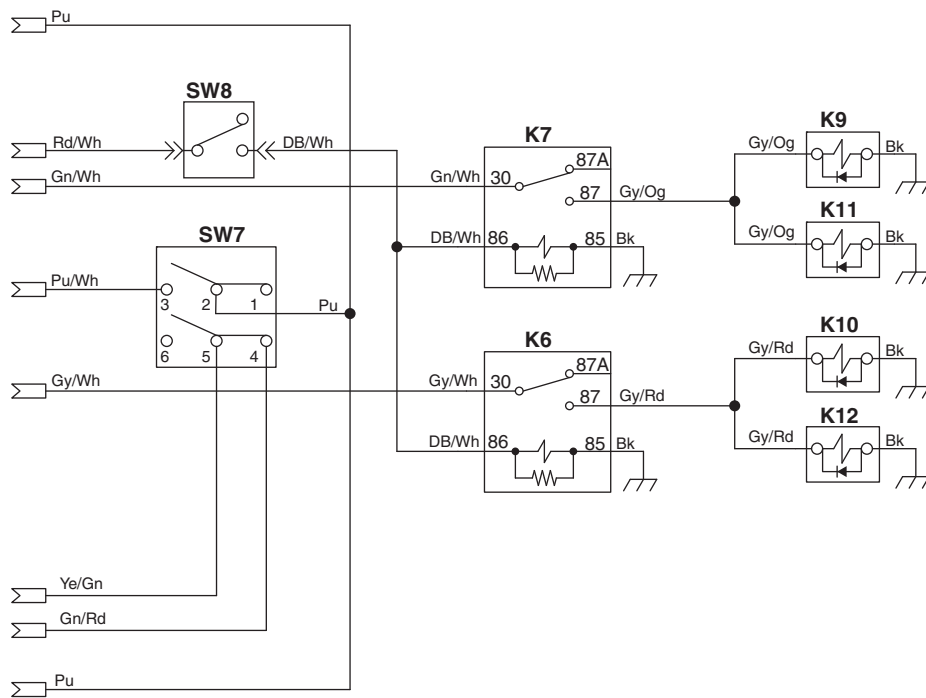 Pu
SW8
Rd/Wh
DB/Wh
Gn/Wh
Gn/Wh
K7
87A
30
87
Gy/Og
DB/Wh
86
85
Bk
K9
Gy/Og
Bk
K11
Gy/Og
Bk
SW7
Pu/Wh
3
2
1
Pu
6
5
4
K6
87A
Gy/Wh
Gy/Wh
30
87
Gy/Rd
DB/Wh
86
85
Bk
K10
Gy/Rd
Bk
K12
Gy/Rd
Bk
Ye/Gn
Gn/Rd
Pu